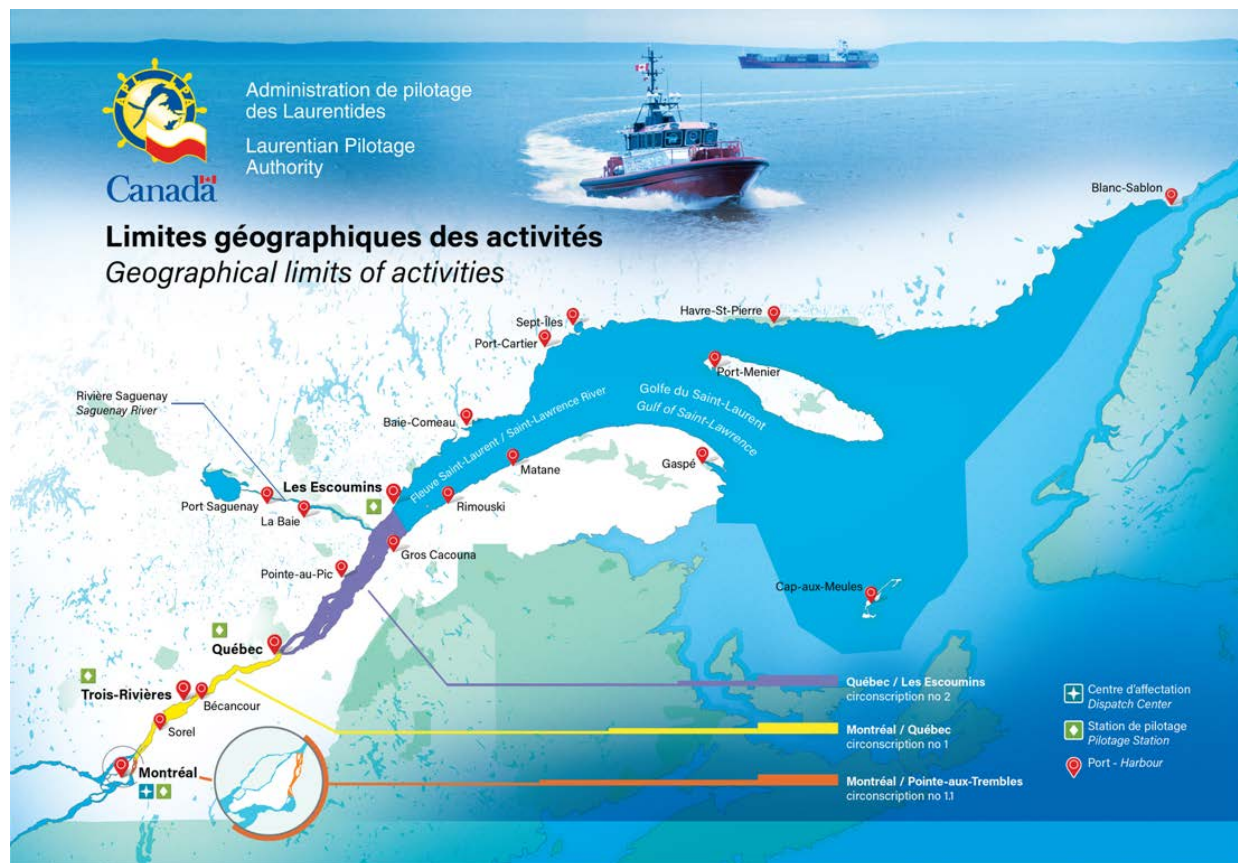 Administration de pilotage
des Laurentides
Laurentian Pilotage
Authority
Canada
Limites géographiques des activités
Geographical limits of activities
Blanc-Sablon
Sept-Îles
Havre-St-Pierre
Port-Cartier
Port-Menier
Rivière Saguenay
Saguenay River
Golfe du Saint-Laurent
Gulf of Saint-Lawrence
Fleuve Saint-Laurent / Saint-Lawrence River
Baie-Comeau
Matane
Gaspé
Les Escoumins
Rimouski
Port Saguenay
La Baie
Gros Cacouna
Pointe-au-Pic
Cap-aux-Meules
Québec
Trois-Rivières
Bécancour
Sorel
Montréal
Québec / Les Escoumins
circonscription no 2
Montréal / Québec
circonscription no 1
Montréal / Pointe-aux-Trembles
circonscription no 1.1
Centre d'affectation
Dispatch Center
Station de pilotage
Pilotage Station
Port - Harbour